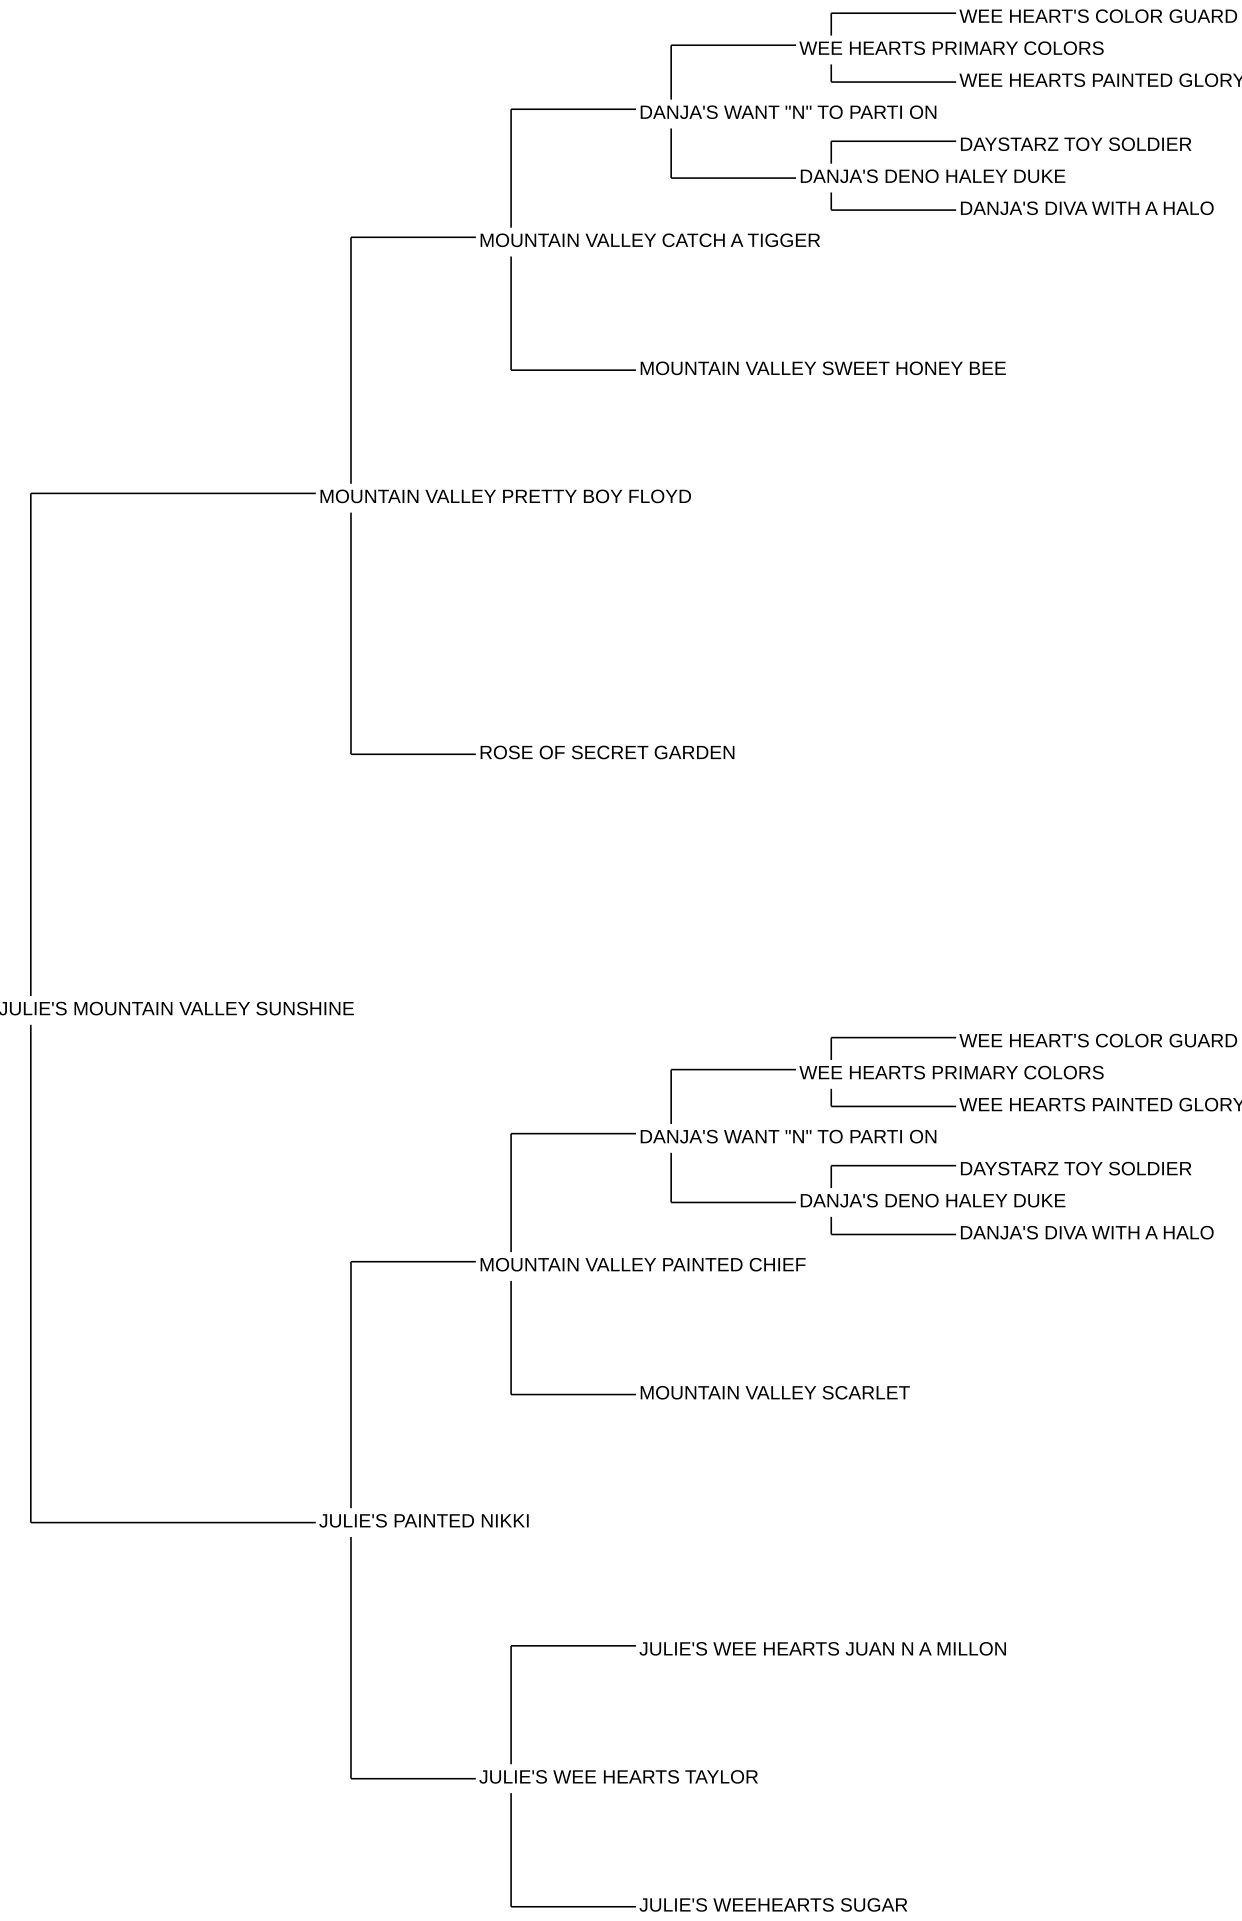 WEE HEART'S COLOR GUARD
WEE HEARTS PRIMARY COLORS
WEE HEARTS PAINTED GLORY
DANJA'S WANT "N" TO PARTI ON
DAYSTARZ TOY SOLDIER
DANJA'S DENO HALEY DUKE
DANJA'S DIVA WITH A HALO
MOUNTAIN VALLEY CATCH A TIGGER
MOUNTAIN VALLEY SWEET HONEY BEE
MOUNTAIN VALLEY PRETTY BOY FLOYD
ROSE OF SECRET GARDEN
JULIE'S MOUNTAIN VALLEY SUNSHINE
WEE HEART'S COLOR GUARD
WEE HEARTS PRIMARY COLORS
WEE HEARTS PAINTED GLORY
DANJA'S WANT "N" TO PARTI ON
DAYSTARZ TOY SOLDIER
DANJA'S DENO HALEY DUKE
DANJA'S DIVA WITH A HALO
MOUNTAIN VALLEY PAINTED CHIEF
MOUNTAIN VALLEY SCARLET
JULIE'S PAINTED NIKKI
JULIE'S WEE HEARTS JUAN N A MILLON
JULIE'S WEE HEARTS TAYLOR
JULIE'S WEEHEARTS SUGAR